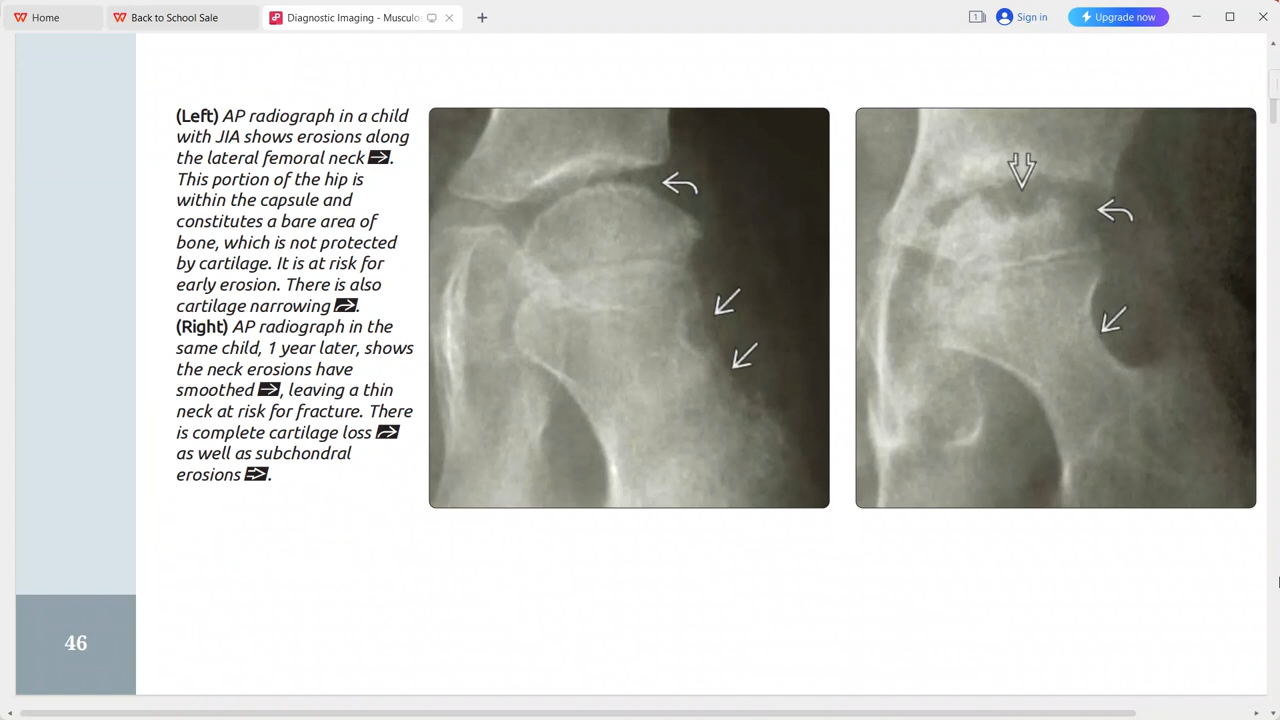 Home
Back to School Sale
Diagnostic Imaging - Musculo
1
Sign in
Upgrade now
(Left) AP radiograph in a child
with JIA shows erosions along
the lateral femoral neck.
This portion of the hip is
within the capsule and
constitutes a bare area of
bone, which is not protected
by cartilage. It is at risk for
early erosion. There is also
cartilage narrowing.
(Right) AP radiograph in the
same child, 1 year later, shows
the neck erosions have
smoothed, leaving a thin
neck at risk for fracture. There
is complete cartilage loss
as well as subchondral
erosions.
46